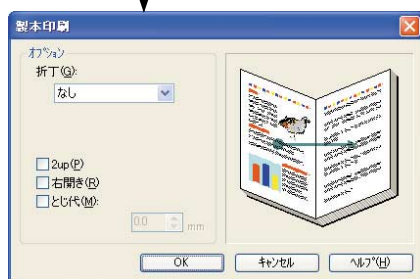 製本印刷
オプション
折丁(G):
なし
2up(P)
右開き(R)
とじ代(M):
0.0 mm
OK キャンセル ヘルプ(H)